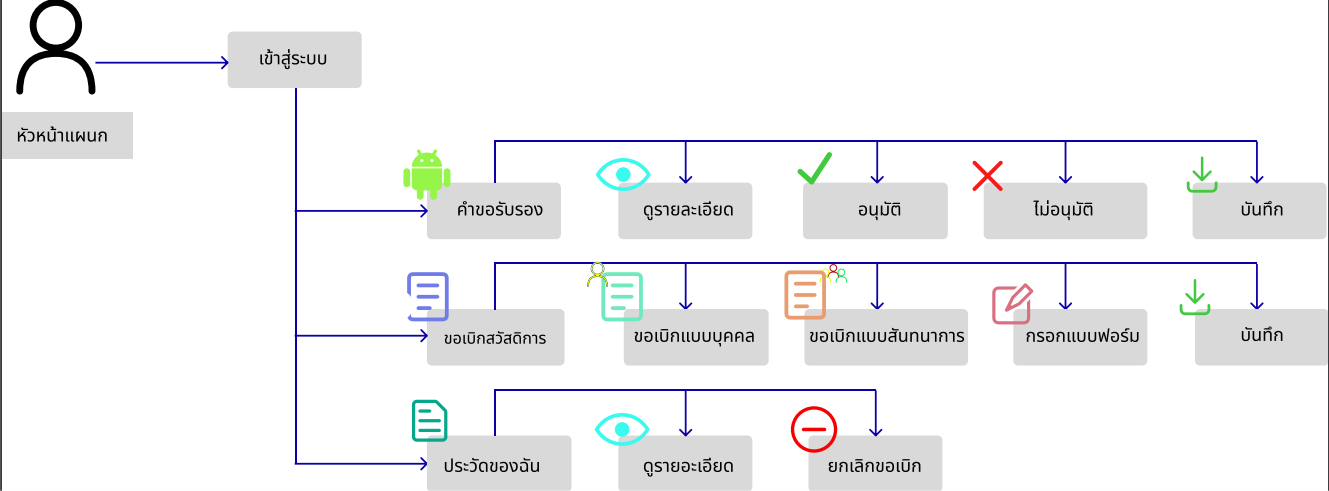 เข้าสู่ระบบ
หัวหน้าแผนก
คำขอรับรอง
ดูรายละเอียด
อนุมัติ
ไม่อนุมัติ
บันทึก
ขอเบิกสวัสดิการ
ขอเบิกแบบบุคคล
ขอเบิกแบบสันทนาการ
กรอกแบบฟอร์ม
บันทึก
ประวัดของฉัน
ดูรายอะเอียด
ยกเลิกขอเบิก